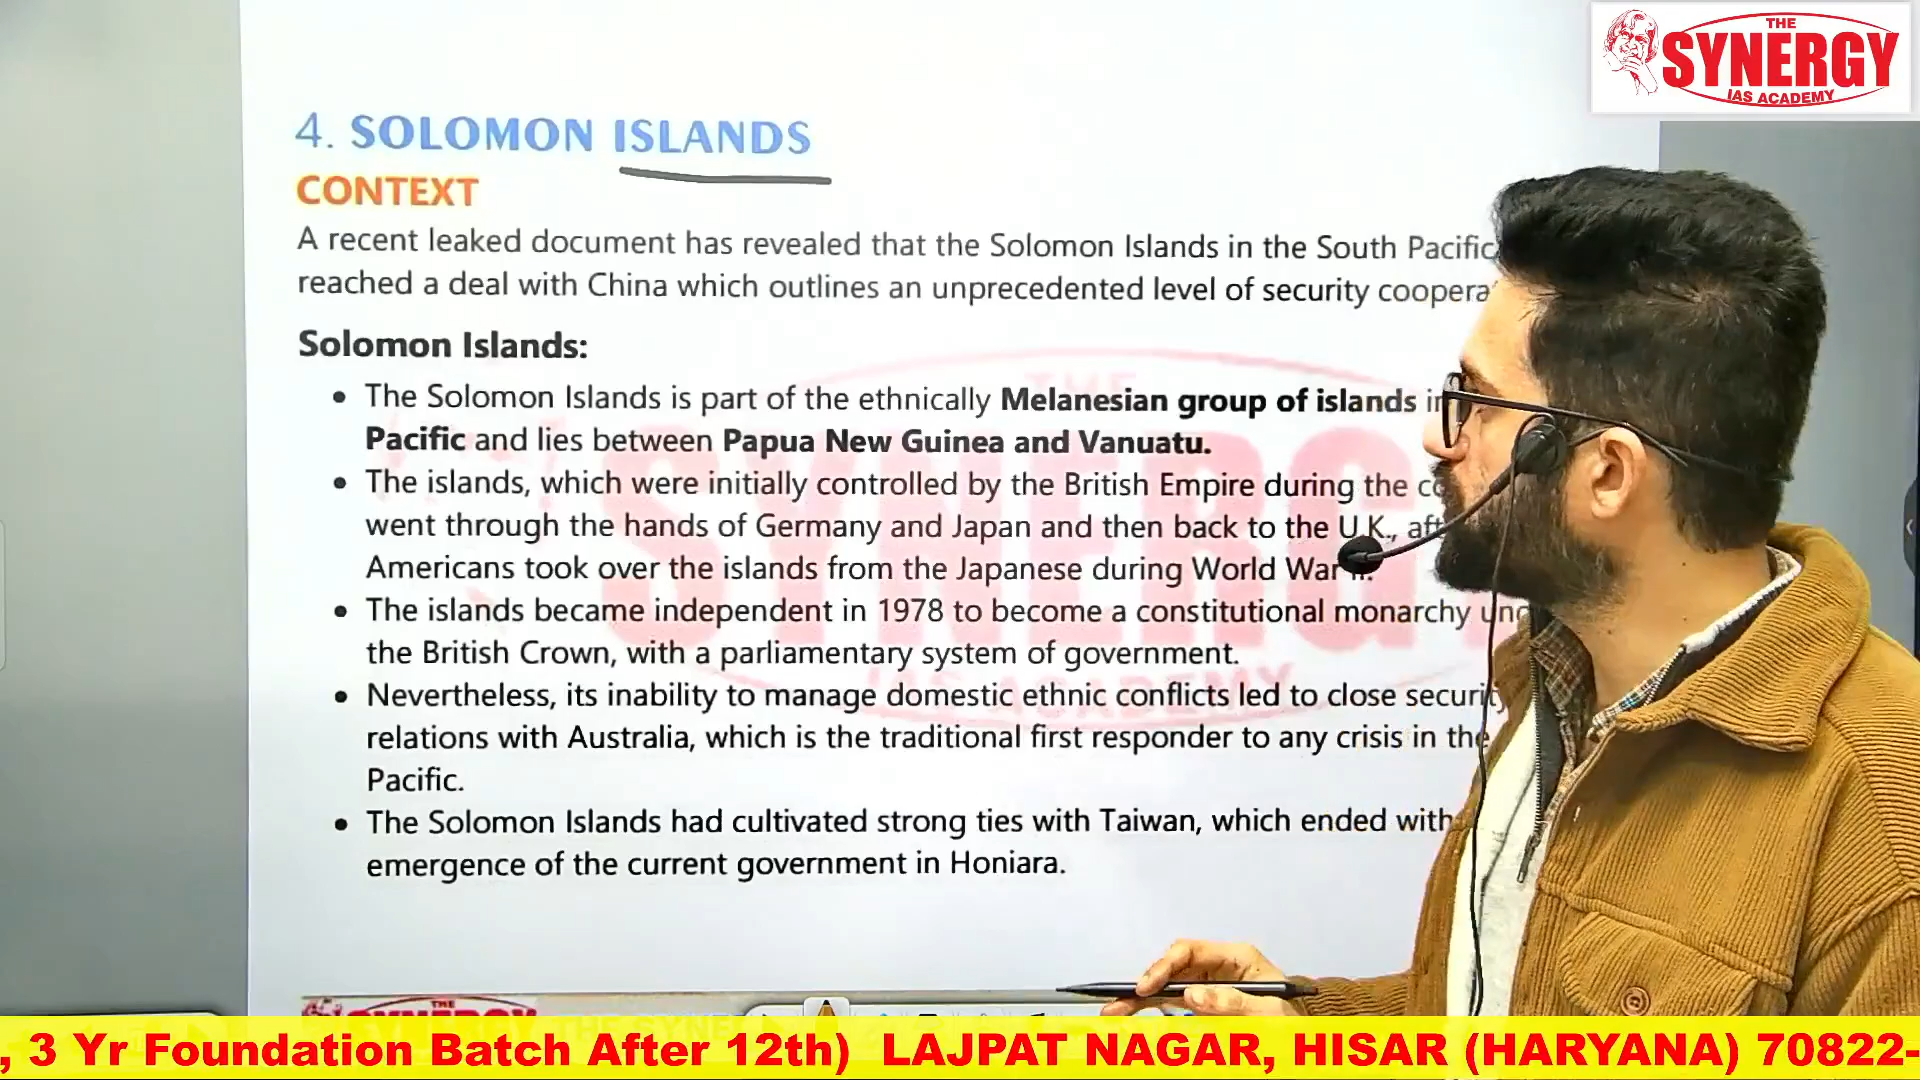 THE
SYNERGY
IAS ACADEMY
4. SOLOMON ISLANDS
CONTEXT
A recent leaked document has revealed that the Solomon Islands in the South Pacific
reached a deal with China which outlines an unprecedented level of security
Solomon Islands:
• The Solomon Islands is part of the ethnically Melanesian group of islands
Pacific and lies between Papua New Guinea and Vanuatu.
• The islands, which were initially controlled by the British Empire during the
went through the hands of Germany and Japan and then back to the U.K.,
Americans took over the islands from the Japanese during World War
• The islands became independent in 1978 to become a constitutional monarchy
the British Crown, with a parliamentary system of government.
• Nevertheless, its inability to manage domestic ethnic conflicts led to close security
relations with Australia, which is the traditional first responder to any crisis in the
Pacific.
• The Solomon Islands had cultivated strong ties with Taiwan, which ended with
emergence of the current government in Honiara.
THE
SYNERGY
IAS ACADEMY
, 3 Yr Foundation Batch After 12th) LAJPAT NAGAR, HISAR (HARYANA) 70822-